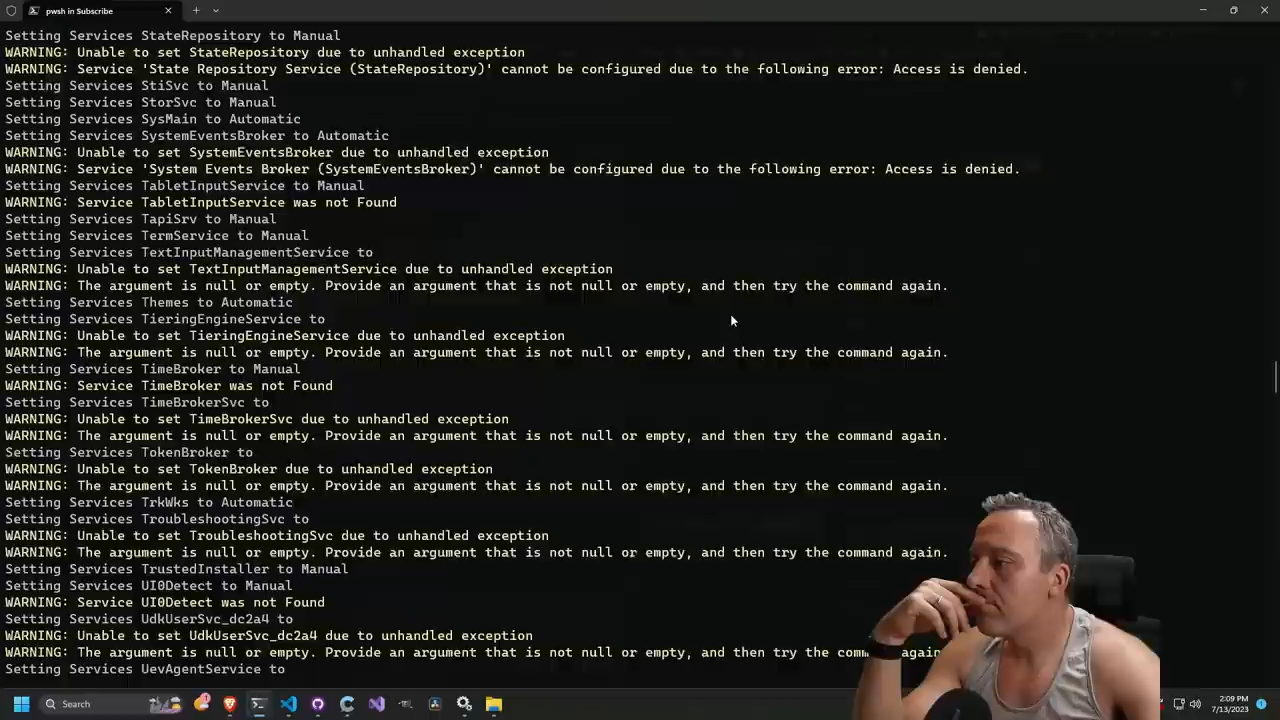 pwsh in Subscribe
Setting Services StateRepository to Manual
WARNING: Unable to set StateRepository due to unhandled exception
WARNING: Service 'State Repository Service (StateRepository)' cannot be configured due to the following error: Access is denied.
Setting Services StiSvc to Manual
Setting Services StorSvc to Manual
Setting Services SysMain to Automatic
Setting Services SystemEventsBroker to Automatic
WARNING: Unable to set SystemEventsBroker due to unhandled exception
WARNING: Service 'System Events Broker (SystemEventsBroker)' cannot be configured due to the following error: Access is denied.
Setting Services TabletInputService to Manual
WARNING: Service TabletInputService was not Found
Setting Services TapiSrv to Manual
Setting Services TermService to Manual
Setting Services TextInputManagementService to
WARNING: Unable to set TextInputManagementService due to unhandled exception
WARNING: The argument is null or empty. Provide an argument that is not null or empty, and then try the command again.
Setting Services Themes to Automatic
Setting Services TieringEngineService to
WARNING: Unable to set TieringEngineService due to unhandled exception
WARNING: The argument is null or empty. Provide an argument that is not null or empty, and then try the command again.
Setting Services TimeBroker to Manual
WARNING: Service TimeBroker was not Found
Setting Services TimeBrokerSvc to
WARNING: Unable to set TimeBrokerSvc due to unhandled exception
WARNING: The argument is null or empty. Provide an argument that is not null or empty, and then try the command again.
Setting Services TokenBroker to
WARNING: Unable to set TokenBroker due to unhandled exception
WARNING: The argument is null or empty. Provide an argument that is not null or empty, and then try the command again.
Setting Services TrkWks to Automatic
Setting Services TroubleshootingSvc to
WARNING: Unable to set TroubleshootingSvc due to unhandled exception
WARNING: The argument is null or empty. Provide an argument that is not null or empty, and then try the command again.
Setting Services TrustedInstaller to Manual
Setting Services UI0Detect to Manual
WARNING: Service UI0Detect was not Found
Setting Services UdkUserSvc_dc2a4 to
WARNING: Unable to set UdkUserSvc_dc2a4 due to unhandled exception
WARNING: The argument is null or empty. Provide an argument that is not null or empty, and then try the com again
Setting Services UevAgentService to
Search
2:09 PM
7/13/2023